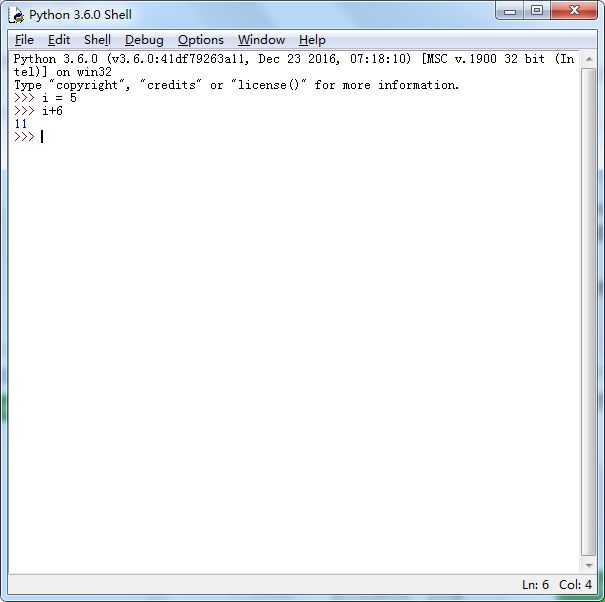 Python 3.6.0 Shell
File Edit Shell Debug Options Window Help
Python 3.6.0 (v3.6.0:41df79263a11, Dec 23 2016, 07:18:10) [MSC v.1900 32 bit (In
tel)] on win32
Type "copyright", "credits" or "license()" for more information.
>>> i = 5
>>> i+6
11
>>>
Ln: 6 Col: 4